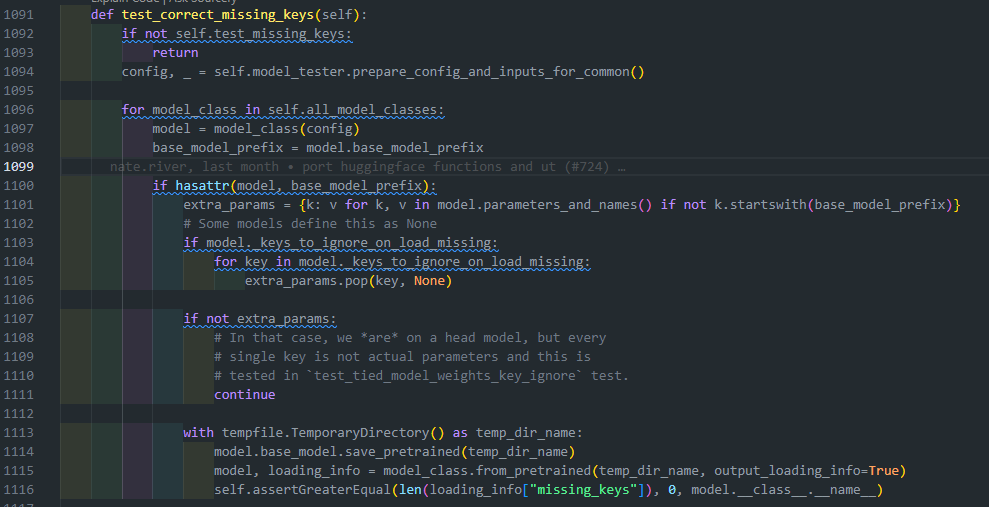 Explain Code | Ask Sourcery
1091 def test_correct_missing_keys(self):
1092 if not self.test_missing_keys:
1093 return
1094 config, _ = self.model_tester.prepare_config_and_inputs_for_common()
1095
1096 for model_class in self.all_model_classes:
1097 model = model_class(config)
1098 base_model_prefix = model.base_model_prefix
1099 nate.river, last month • port huggingface functions and ut (#724) …
1100 if hasattr(model, base_model_prefix):
1101 extra_params = {k: v for k, v in model.parameters_and_names() if not k.startswith(base_model_prefix)}
1102 # Some models define this as None
1103 if model._keys_to_ignore_on_load_missing:
1104 for key in model._keys_to_ignore_on_load_missing:
1105 extra_params.pop(key, None)
1106
1107 if not extra_params:
1108 # In that case, we *are* on a head model, but every
1109 # single key is not actual parameters and this is
1110 # tested in `test_tied_model_weights_key_ignore` test.
1111 continue
1112
1113 with tempfile.TemporaryDirectory() as temp_dir_name:
1114 model.base_model.save_pretrained(temp_dir_name)
1115 model, loading_info = model_class.from_pretrained(temp_dir_name, output_loading_info=True)
1116 self.assertGreaterEqual(len(loading_info["missing_keys"]), 0, model.__class__.__name__)